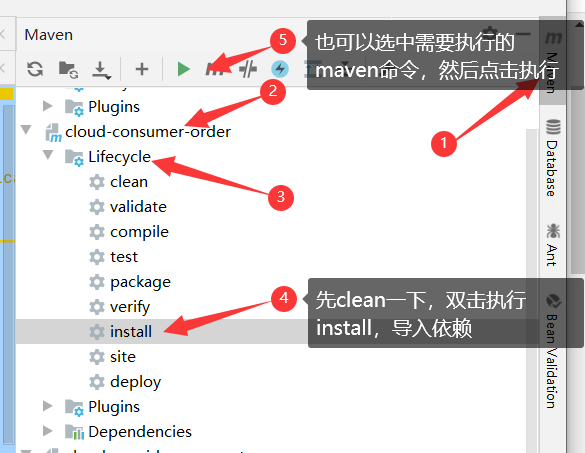 Maven
5
也可以选中需要执行的
maven命令，然后点击执行
Plugins
2
cloud-consumer-order
1
Lifecycle
3
clean
validate
compile
test
package
verify
4
先clean一下，双击执行
install，导入依赖
install
site
deploy
Plugins
Dependencies
Maven
Database
Ant
Bean Validation